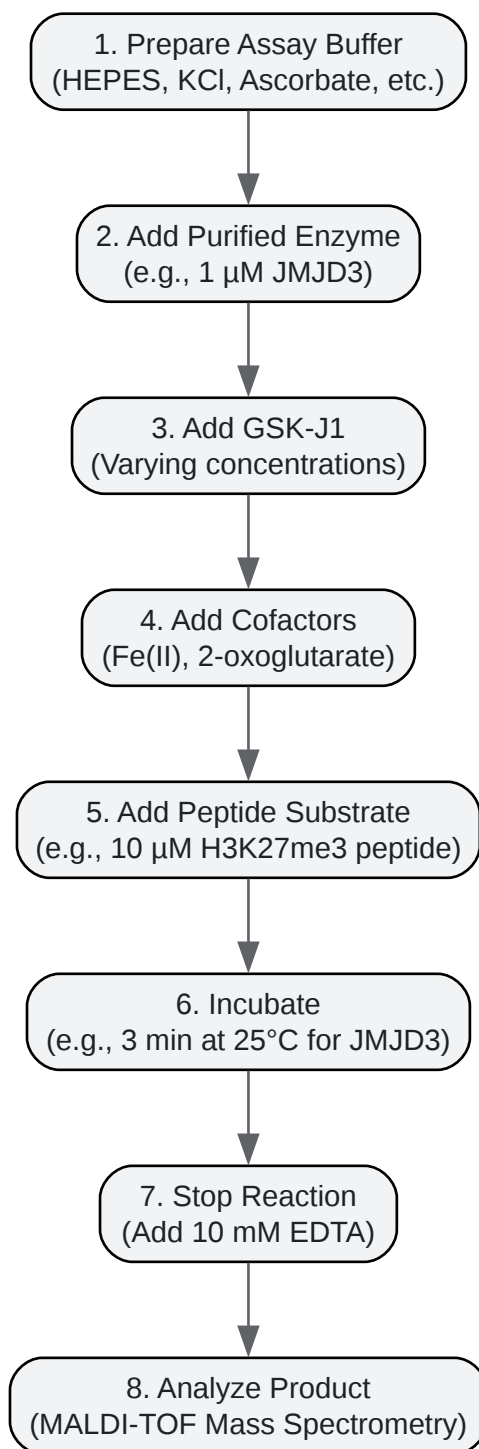 1. Prepare Assay Buffer
(HEPES, KCl, Ascorbate, etc.)
2. Add Purified Enzyme
(e.g., 1 µM JMJD3)
3. Add GSK-J1
(Varying concentrations)
4. Add Cofactors
(Fe(II), 2-oxoglutarate)
5. Add Peptide Substrate
(e.g., 10 µM H3K27me3 peptide)
6. Incubate
(e.g., 3 min at 25°C for JMJD3)
7. Stop Reaction
(Add 10 mM EDTA)
8. Analyze Product
(MALDI-TOF Mass Spectrometry)